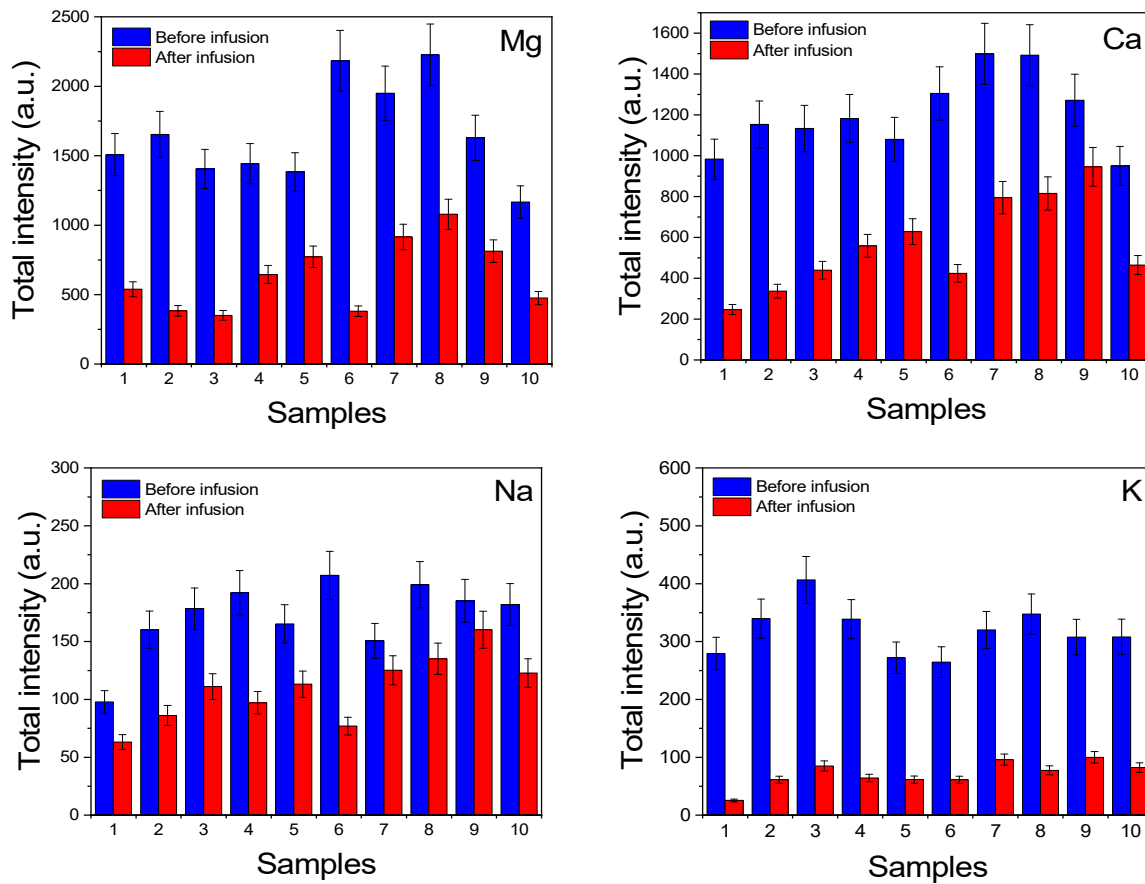 Mg
Before infusion
After infusion
Total intensity (a.u.)
2500
2000
1500
1000
500
0
1 2 3 4 5 6 7 8 9 10
Samples
Ca
Before infusion
After infusion
Total intensity (a.u.)
1600
1400
1200
1000
800
600
400
200
0
1 2 3 4 5 6 7 8 9 10
Samples
Na
Before infusion
After infusion
Total intensity (a.u.)
300
250
200
150
100
50
0
1 2 3 4 5 6 7 8 9 10
Samples
K
Before infusion
After infusion
Total intensity (a.u.)
600
500
400
300
200
100
0
1 2 3 4 5 6 7 8 9 10
Samples